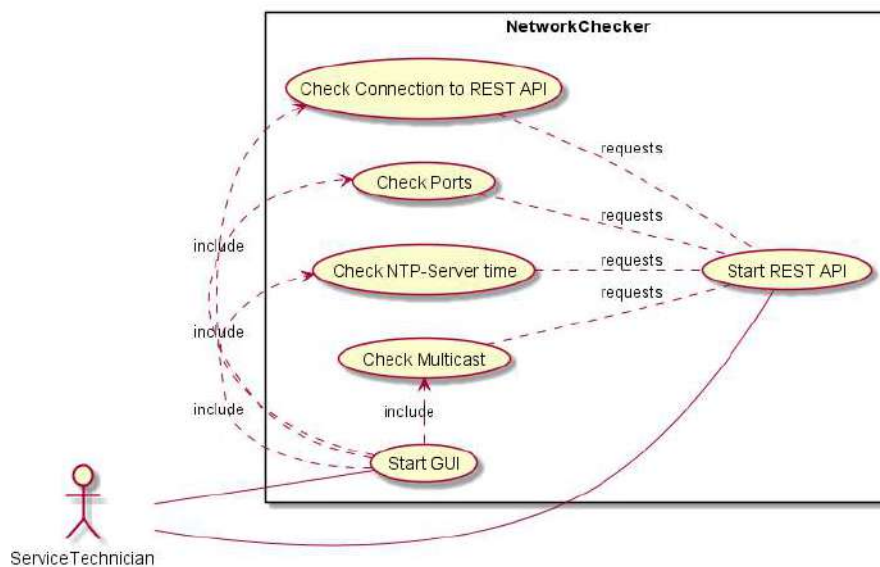 NetworkChecker
Check Connection to REST API
requests
Check Ports
requests
include
Check NTP-Server time
requests
Start REST API
requests
include
Check Multicast
include
include
Start GUI
ServiceTechnician